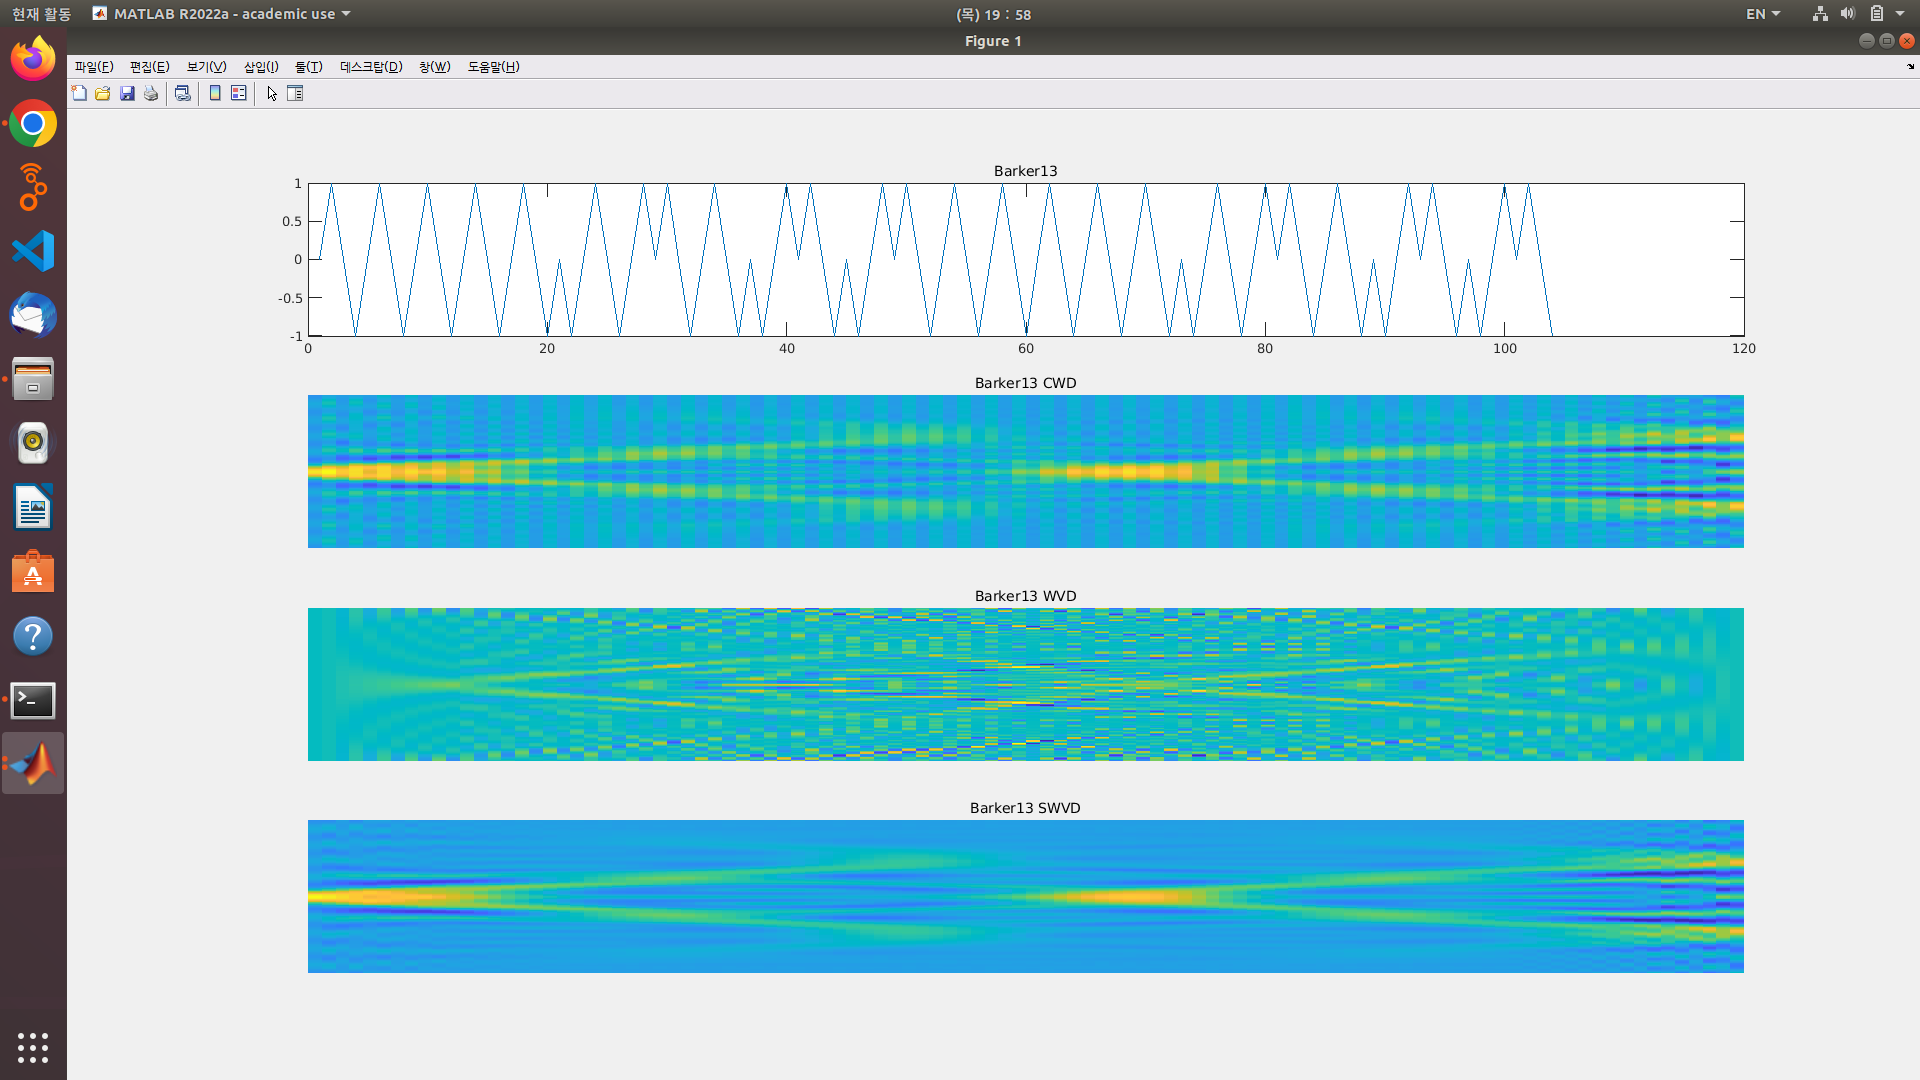 현재 활동 MATLAB R2022a - academic use (목) 19 : 58 EN
Figure 1
파일(F) 편집(E) 보기(V) 삽입(I) 툴(T) 데스크탑(D) 창(W) 도움말(H)
Barker13
1
0.5
0
-0.5
-1
0 20 40 60 80 100 120
Barker13 CWD
Barker13 WVD
Barker13 SWVD